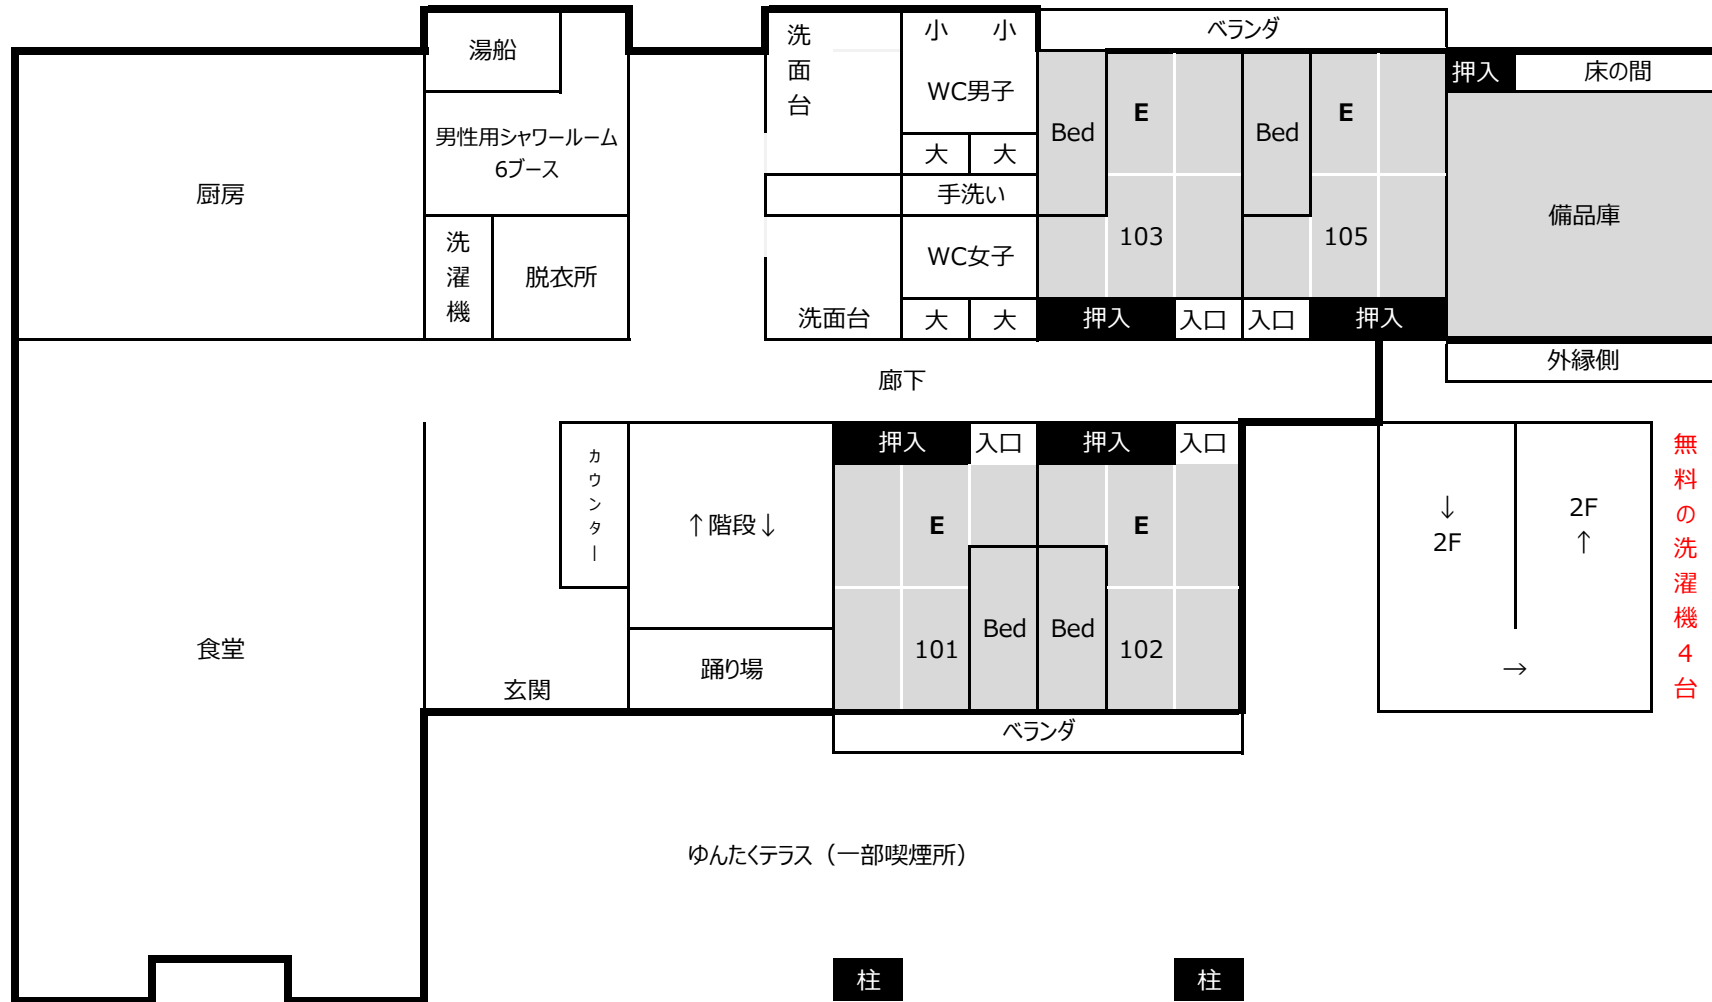 湯船
洗面台
小 小
ベランダ
押入
床の間
WC男子
男性用シャワールーム
6ブース
Bed
E
Bed
E
大
大
厨房
手洗い
備品庫
103
105
洗濯機
脱衣所
WC女子
洗面台
大
大
押入
入口
入口
押入
外縁側
廊下
カウンター
押入
入口
押入
入口
無料の洗濯機4台
↑階段↓
E
E
↓
2F
2F
↑
食堂
101
Bed
Bed
102
踊り場
→
玄関
ベランダ
ゆんたくテラス（一部喫煙所）
柱
柱